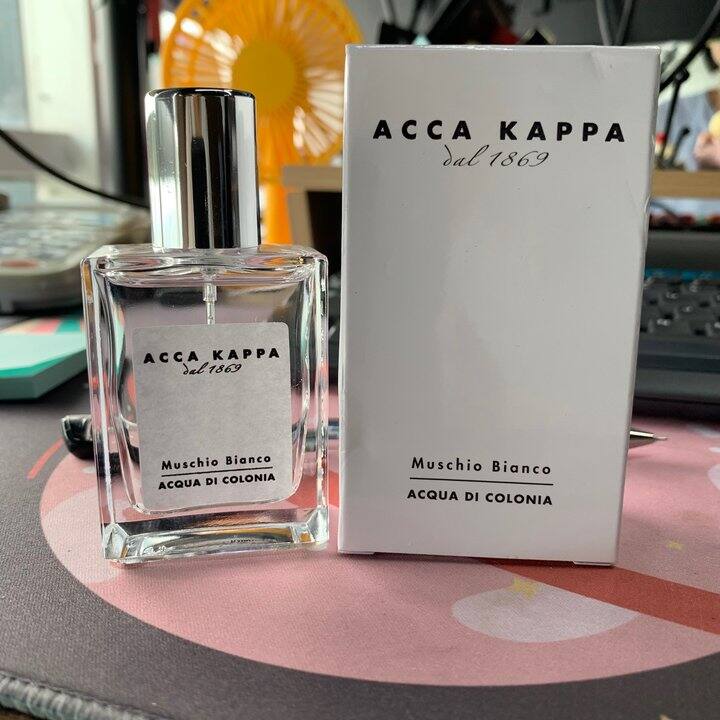 ACCA KAPPA
dal 1869
Muschio Bianco
ACQUA DI COLONIA
ACCA KAPPA
dal 1869
Muschio Bianco
ACQUA DI COLONIA